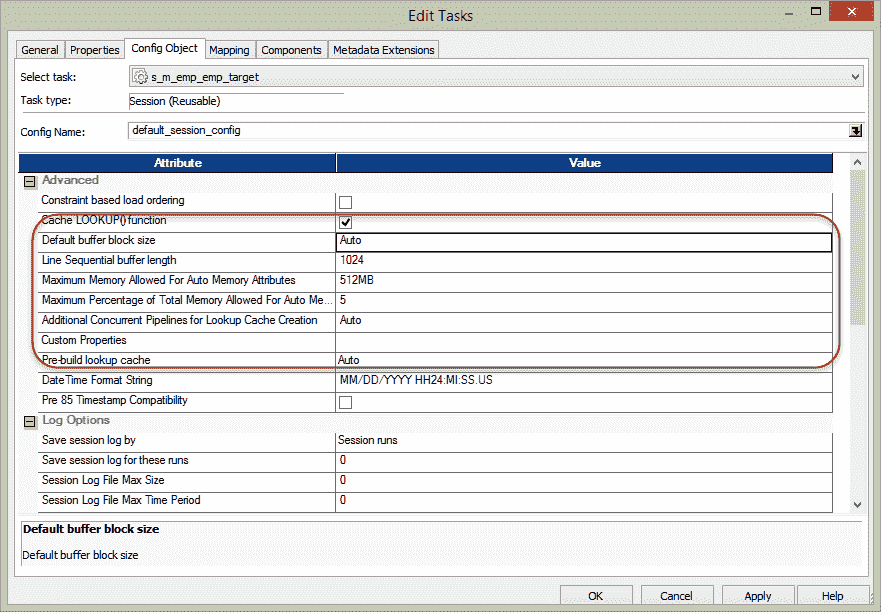 Edit Tasks
General Properties Config Object Mapping Components Metadata Extensions
Select task: s_m_emp_emp_target
Task type: Session (Reusable)
Config Name: default_session_config
Attribute Value
Advanced
Constraint based load ordering
Cache LOOKUP() function
Default buffer block size Auto
Line Sequential buffer length 1024
Maximum Memory Allowed For Auto Memory Attributes 512MB
Maximum Percentage of Total Memory Allowed For Auto Me... 5
Additional Concurrent Pipelines for Lookup Cache Creation Auto
Custom Properties
Pre-build lookup cache Auto
DateTime Format String MM/DD/YYYY HH24:MI:SS.US
Pre 85 Timestamp Compatibility
Log Options
Save session log by Session runs
Save session log for these runs 0
Session Log File Max Size 0
Session Log File Max Time Period 0
Default buffer block size
Default buffer block size
OK Cancel Apply Help